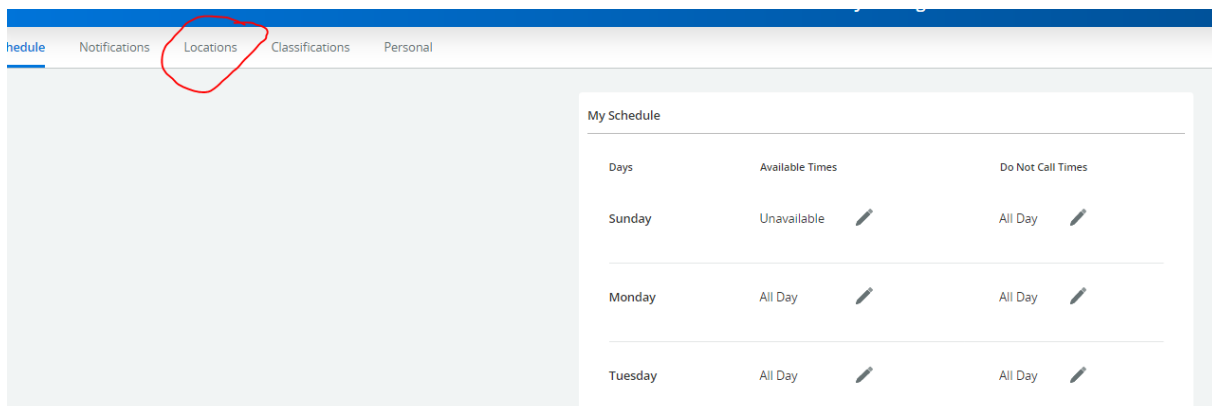 hedule Notifications Locations Classifications Personal
My Schedule
Days Available Times Do Not Call Times
Sunday Unavailable All Day
Monday All Day All Day
Tuesday All Day All Day